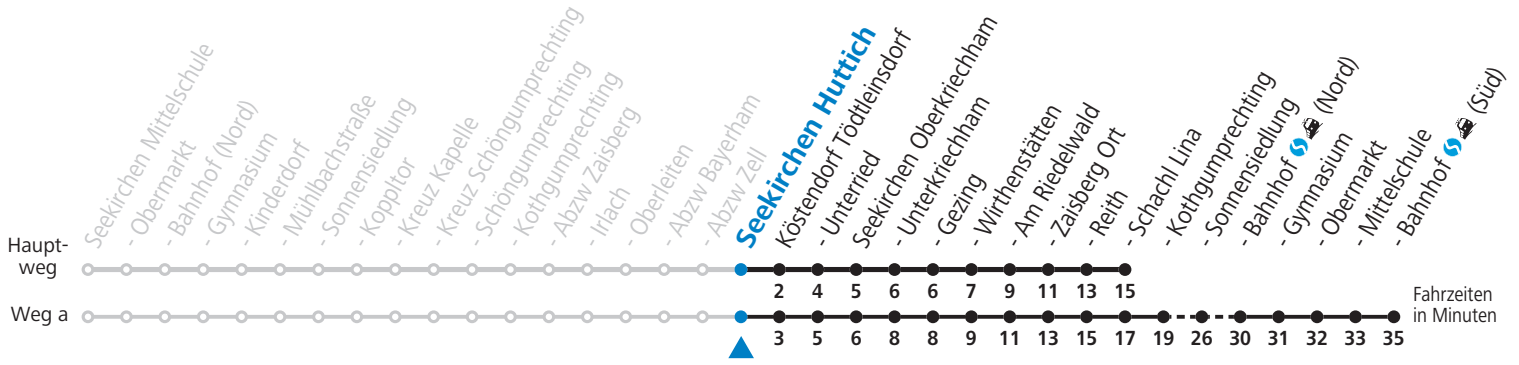 Seekirchen Mittelschule
- Obermarkt
- Bahnhof (Nord)
- Gymnasium
- Kinderdorf
- Mühlbachstraße
- Sonnensiedlung
- Koppitor
- Kreuz Kapelle
- Kreuz Schöngumprechting
- Schöngumprechting
- Kothgumprechting
- Abzw Zaisberg
- Irlach
- Oberleiten
- Abzw Bayerham
- Abzw Zell
Seekirchen Huttich
Köstendorf Tödtleinsdorf
- Unterried
Seekirchen Oberkriechham
- Unterkriechham
- Gezing
- Wirthenstätten
- Am Riedelwald
- Zaisberg Ort
- Reith
- Schachl Lina
- Kothgumprechting
- Sonnensiedlung
- Bahnhof (Nord)
- Gymnasium
- Obermarkt
- Mittelschule
- Bahnhof (Süd)
Haupt-
weg
2 4 5 6 6 7 9 11 13 15
Weg a
3 5 6 8 8 9 11 13 15 17 19 26 30 31 32 33 35
Fahrzeiten
in Minuten